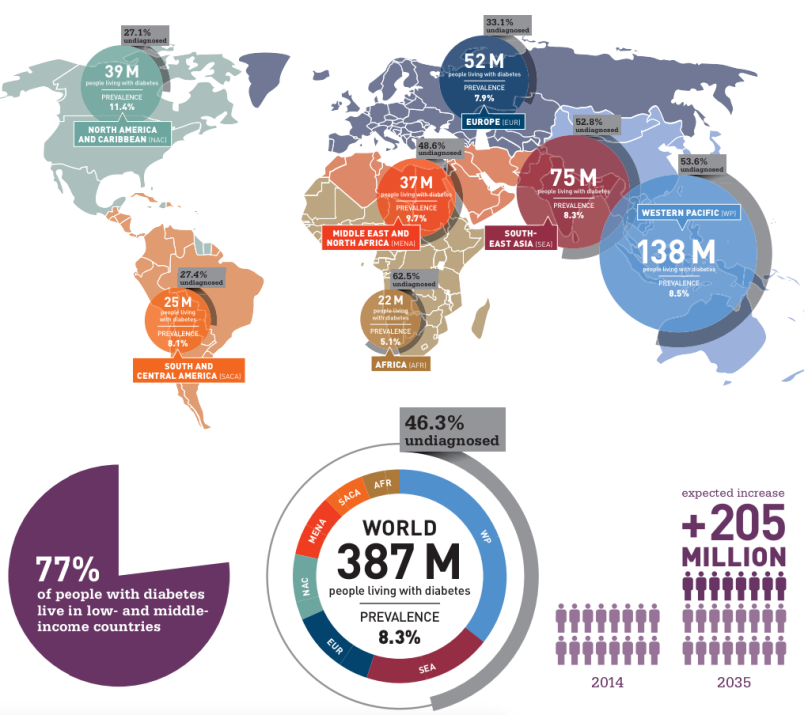 27.1%
undiagnosed
39 M
people living with diabetes
PREVALENCE
11.4%
NORTH AMERICA
AND CARIBBEAN (NAC)
33.1%
undiagnosed
52 M
people living with diabetes
PREVALENCE
7.9%
EUROPE (EUR)
48.6%
undiagnosed
37 M
people living with diabetes
PREVALENCE
9.7%
MIDDLE EAST AND
NORTH AFRICA (MENA)
52.8%
undiagnosed
75 M
people living with diabetes
PREVALENCE
8.3%
SOUTH-
EAST ASIA (SEA)
53.6%
undiagnosed
WESTERN PACIFIC (WP)
138 M
people living with diabetes
PREVALENCE
8.5%
27.4%
undiagnosed
25 M
people living
with diabetes
PREVALENCE
8.1%
SOUTH AND
CENTRAL AMERICA (SACA)
62.5%
undiagnosed
22 M
people living
with diabetes
PREVALENCE
5.1%
AFRICA (AFR)
77%
of people with diabetes
live in low- and middle-
income countries
46.3%
undiagnosed
AFR
SACA
MENA
NAC
EUR
SEA
WP
WORLD
387 M
people living with diabetes
PREVALENCE
8.3%
expected increase
+205
MILLION
2014
2035